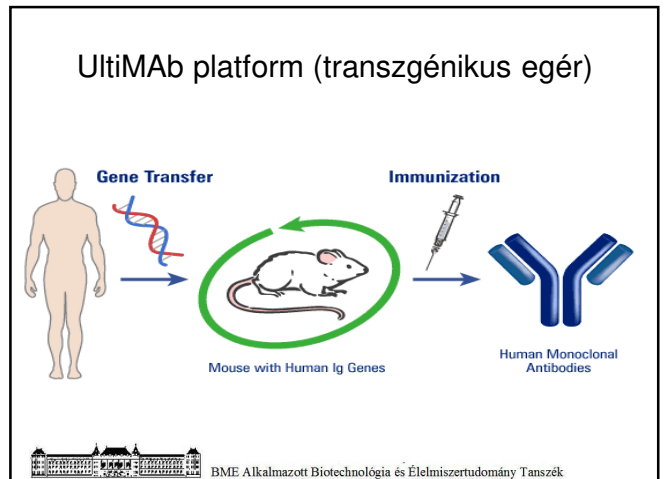 UltiMAb platform (transzgénikus egér)
Gene Transfer
Immunization
Mouse with Human Ig Genes
Human Monoclonal
Antibodies
BME Alkalmazott Biotechnológia és Élelmiszertudomány Tanszék